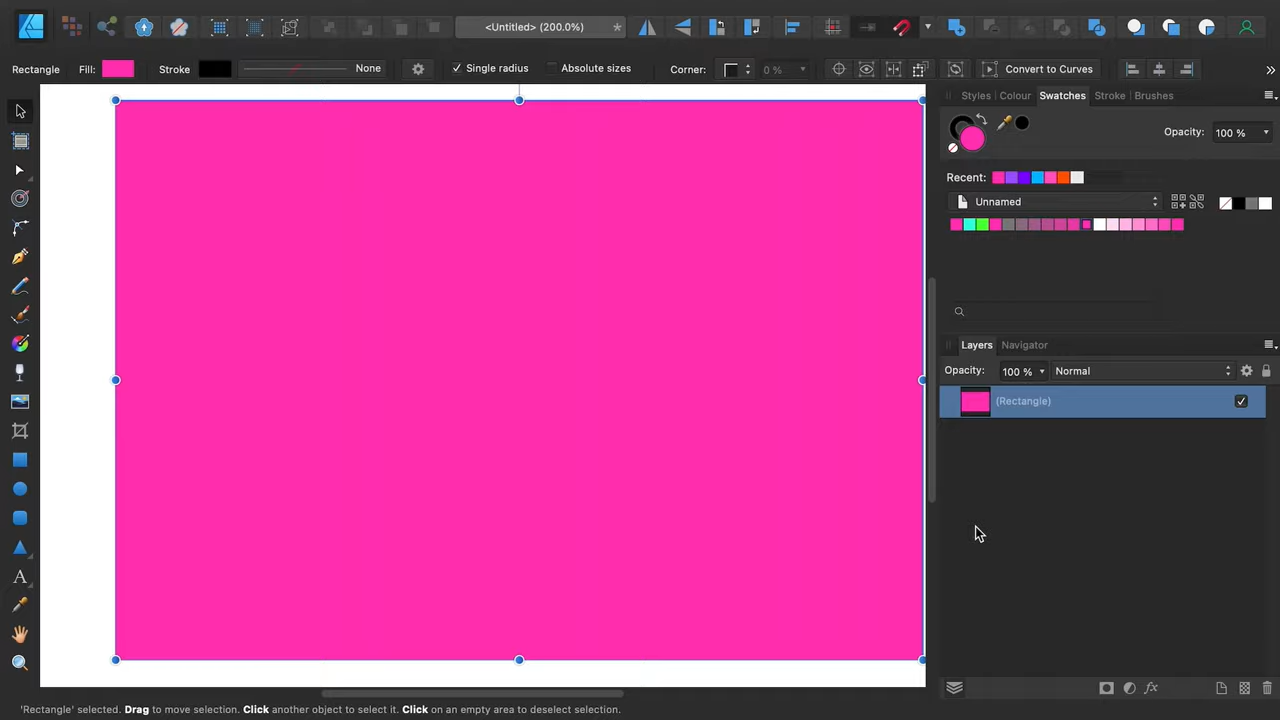 <Untitled> (200.0%) *
Rectangle Fill: Stroke None Single radius Absolute sizes Corner: 0 % Convert to Curves
Styles Colour Swatches Stroke Brushes
Opacity: 100 %
Recent:
Unnamed
Layers Navigator
Opacity: 100 % Normal
(Rectangle)
A
'Rectangle' selected. Drag to move selection. Click another object to select it. Click on an empty area to deselect selection.
fx